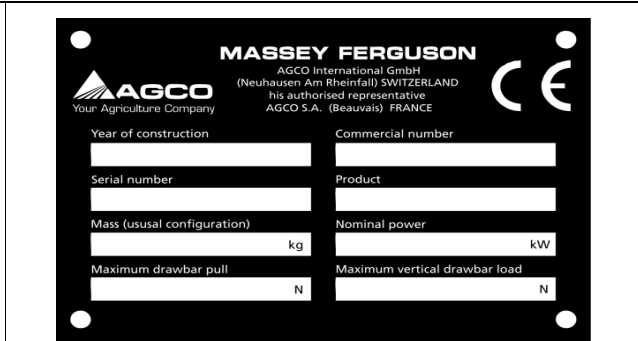 MASSEY FERGUSON
AGCO International GmbH
(Neuhausen Am Rheinfall) SWITZERLAND
his authorised representative
AGCO S.A. (Beauvais) FRANCE
AGCO
Your Agriculture Company
CE
Year of construction
Commercial number
Serial number
Product
Mass (ususal configuration)
Nominal power
kg
kW
Maximum drawbar pull
Maximum vertical drawbar load
N
N